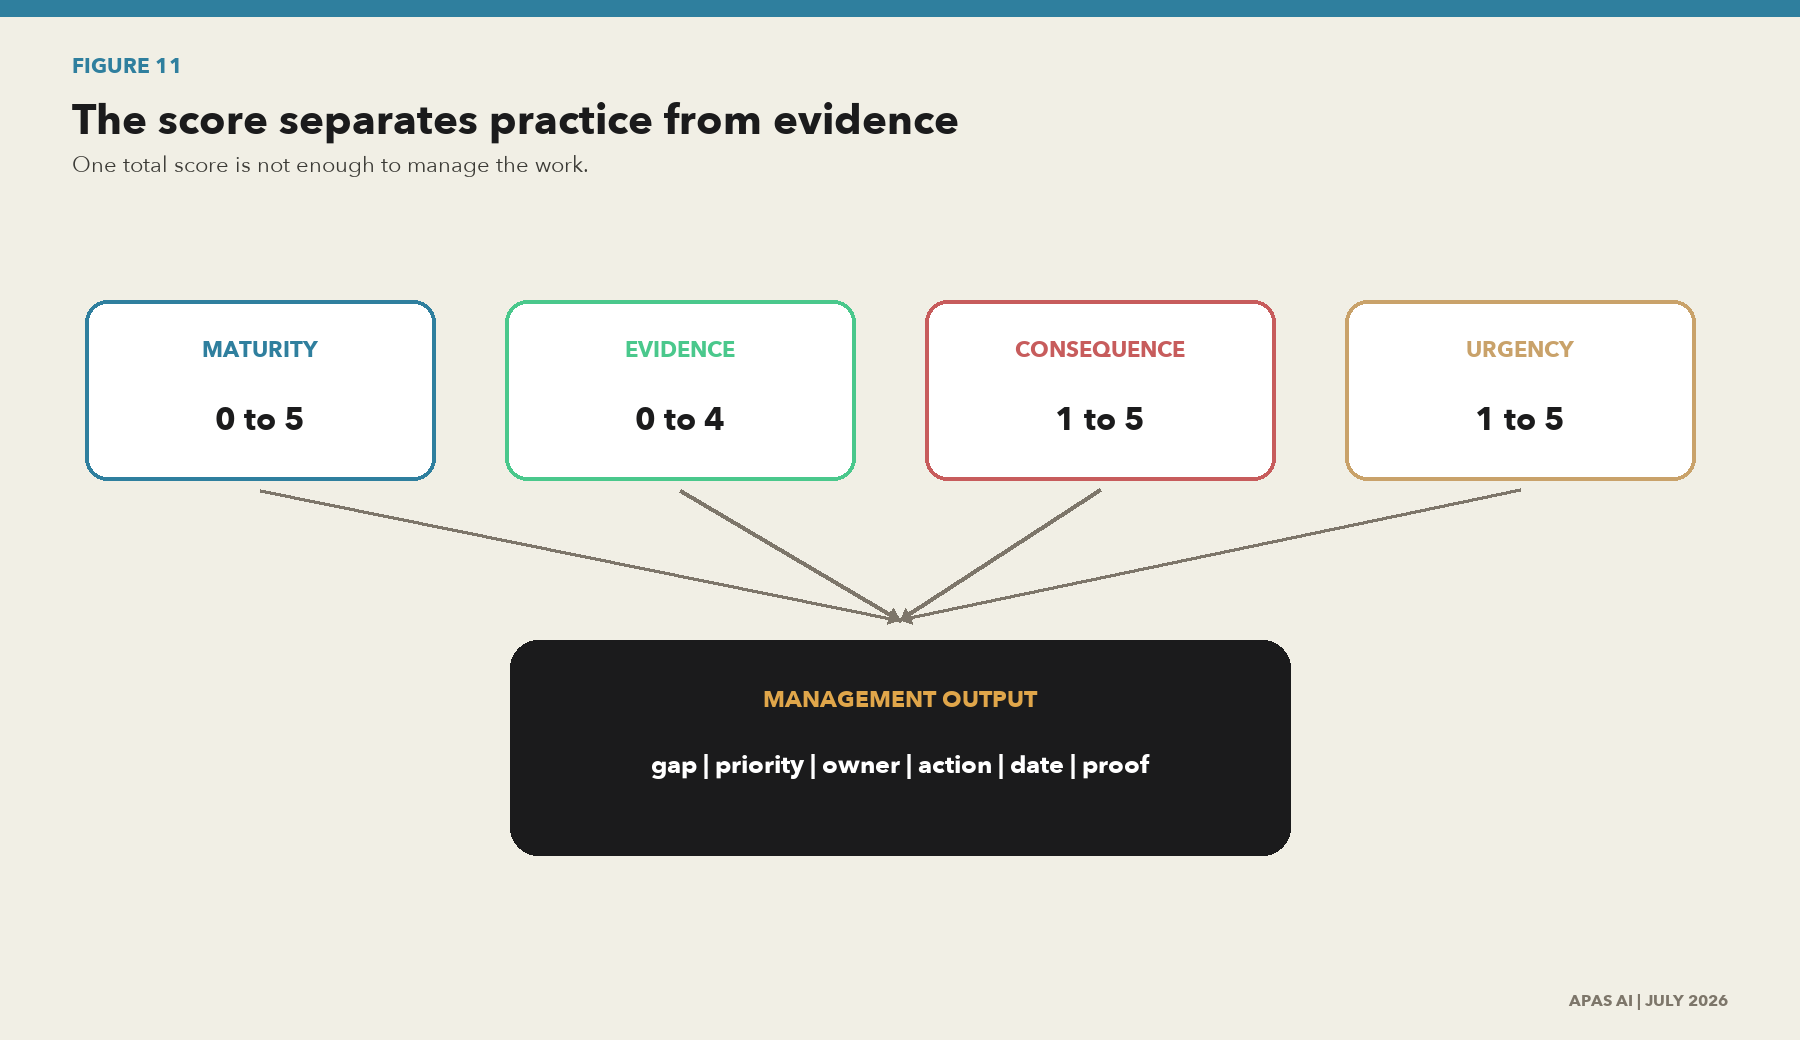 FIGURE 11
The score separates practice from evidence
One total score is not enough to manage the work.
MATURITY
0 to 5
EVIDENCE
0 to 4
CONSEQUENCE
1 to 5
URGENCY
1 to 5
MANAGEMENT OUTPUT
gap | priority | owner | action | date | proof
APAS AI | JULY 2026